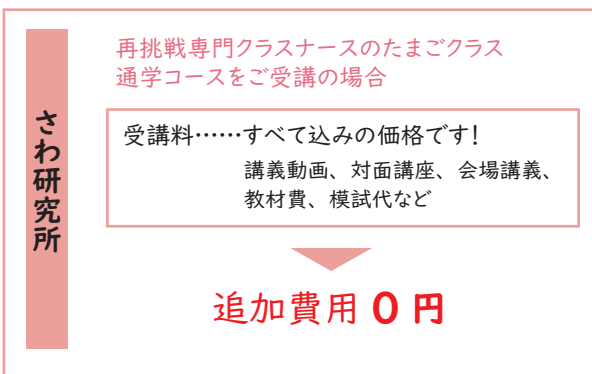 さわ研究所
再挑戦専門クラスナースのたまごクラス
通学コースをご受講の場合
受講料……すべて込みの価格です!
講義動画、対面講座、会場講義、
教材費、模試代など
追加費用 0 円